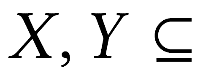 X, Y ⊆